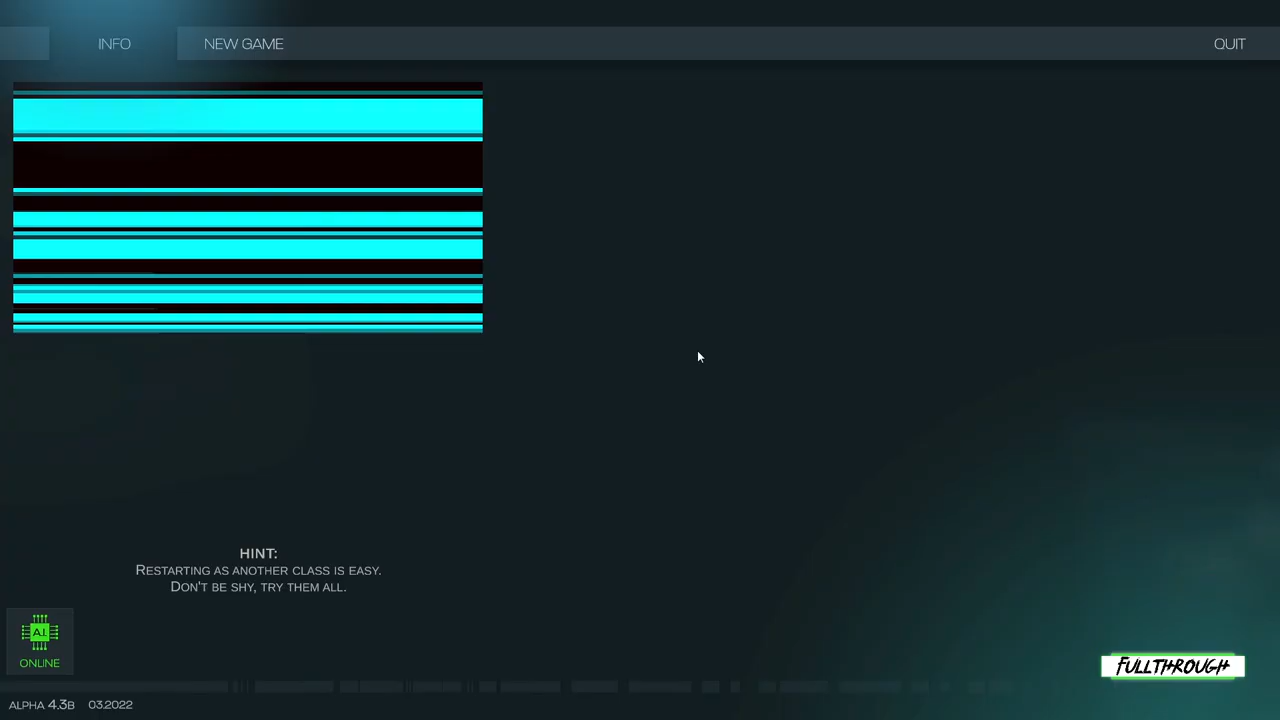 INFO
NEW GAME
QUIT
HINT:
RESTARTING AS ANOTHER CLASS IS EASY.
DON'T BE SHY, TRY THEM ALL.
A.I.
ONLINE
FULLTHROUGH
ALPHA 4.3B 03.2022